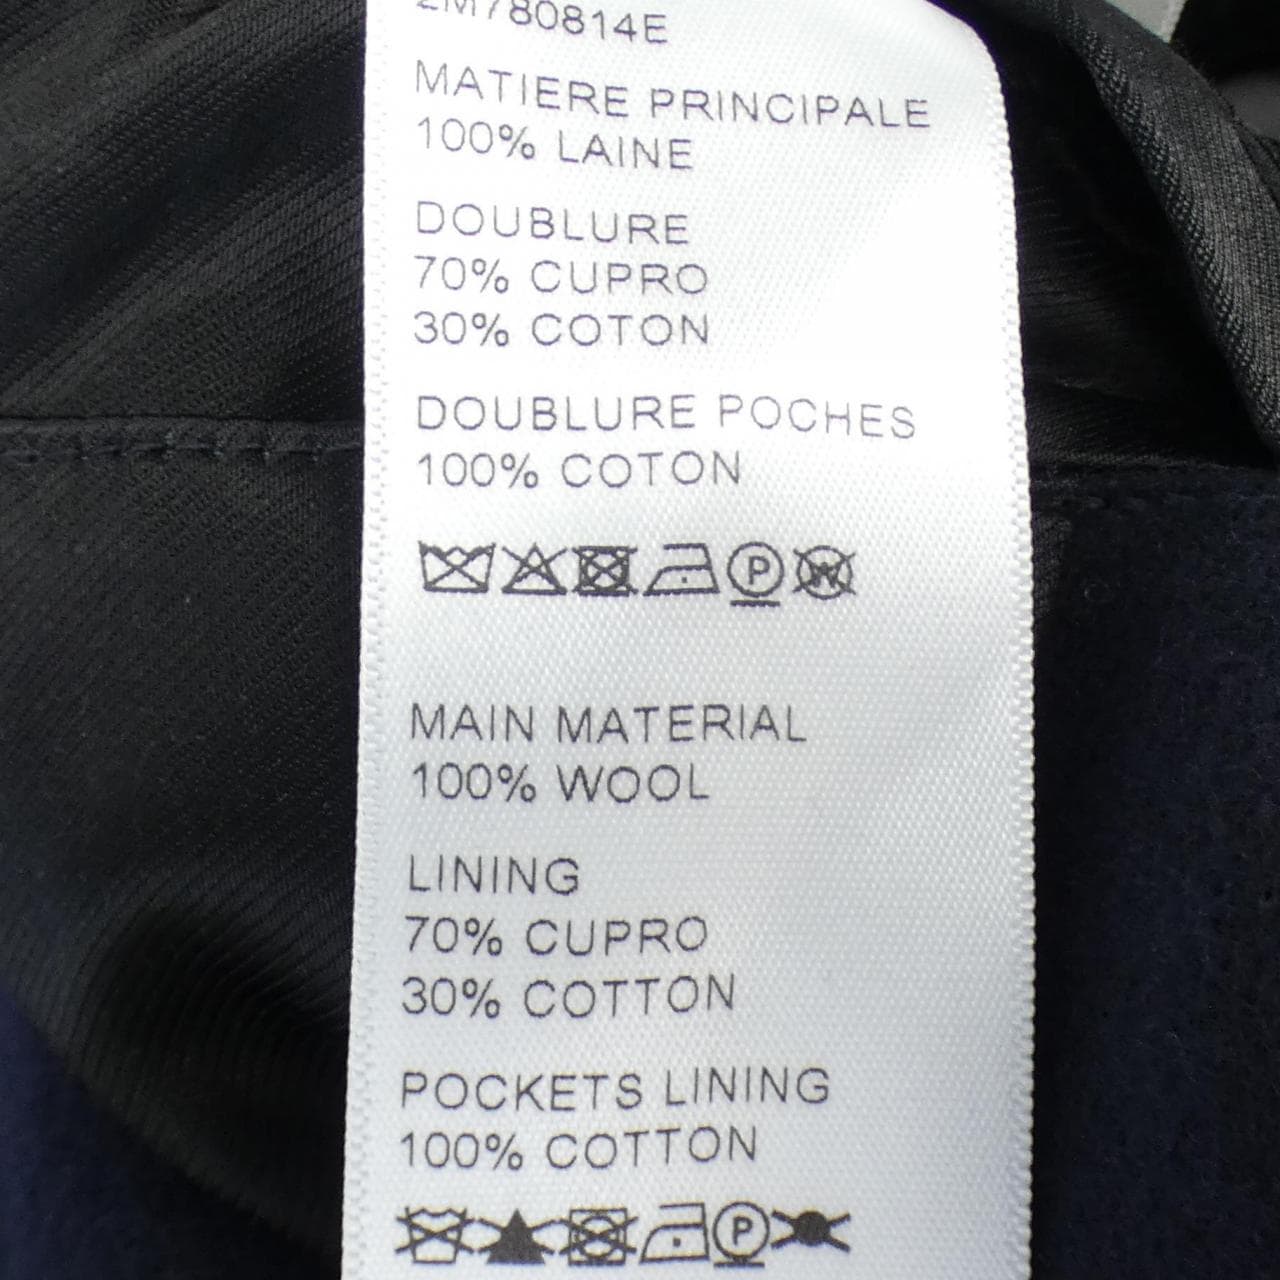 2M780814E
MATIERE PRINCIPALE
100% LAINE
DOUBLURE
70% CUPRO
30% COTON
DOUBLURE POCHES
100% COTON
P W
MAIN MATERIAL
100% WOOL
LINING
70% CUPRO
30% COTTON
POCKETS LINING
100% COTTON
P